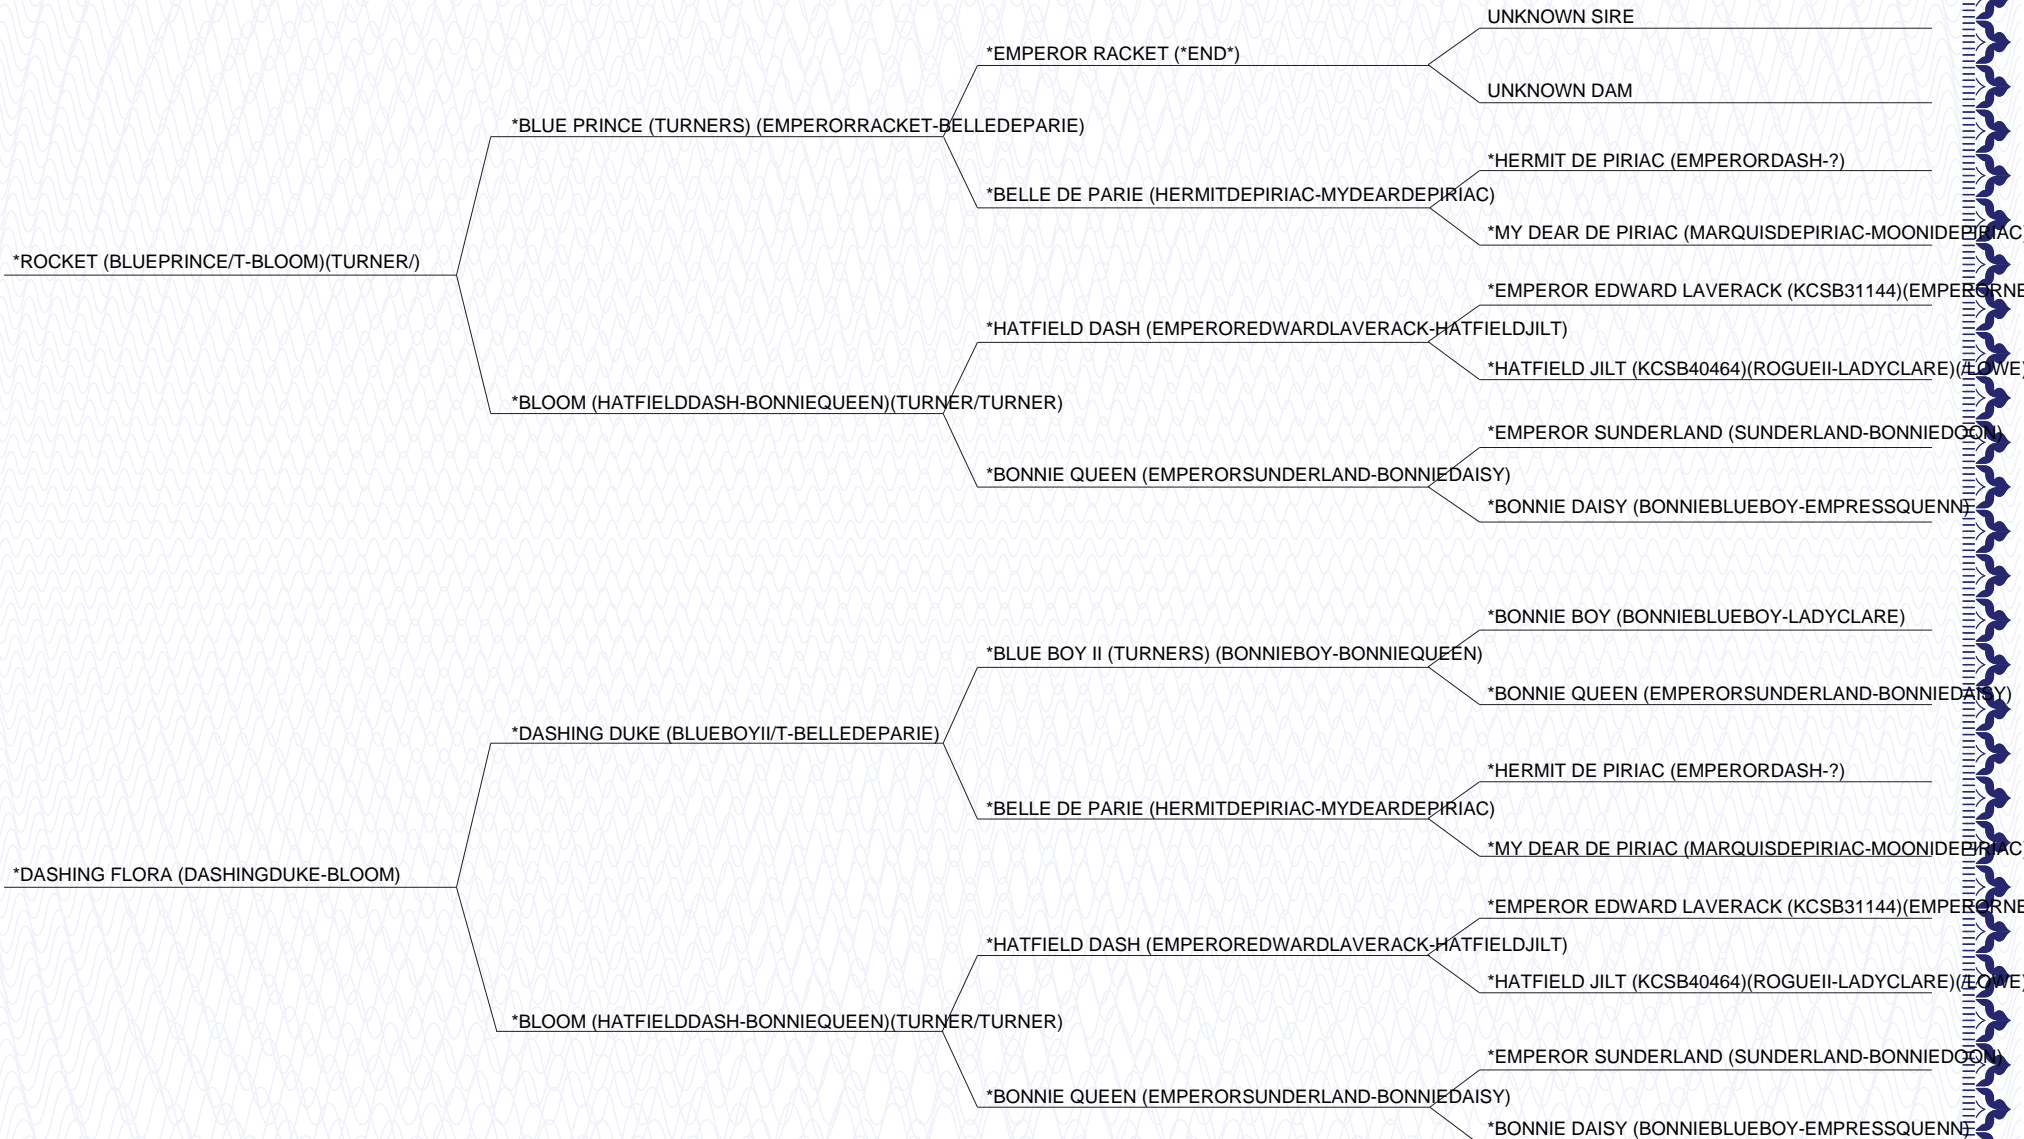 UNKNOWN SIRE
*EMPEROR RACKET (*END*)
UNKNOWN DAM
*BLUE PRINCE (TURNERS) (EMPERORRACKET-BELLEDEPARIE)
*HERMIT DE PIRIAC (EMPERORDASH-?)
*BELLE DE PARIE (HERMITDEPIRIAC-MYDEARDEPIRIAC)
*MY DEAR DE PIRIAC (MARQUISDEPIRIAC-MOONIDEPIRIAC)
*ROCKET (BLUEPRINCE/T-BLOOM)(TURNER/)
*EMPEROR EDWARD LAVERACK (KCSB31144)(EMPERORNE
*HATFIELD DASH (EMPEROREDWARDLAVERACK-HATFIELDJILT)
*HATFIELD JILT (KCSB40464)(ROGUEII-LADYCLARE)(/LOWE)
*BLOOM (HATFIELDDASH-BONNIEQUEEN)(TURNER/TURNER)
*EMPEROR SUNDERLAND (SUNDERLAND-BONNIEDOON)
*BONNIE QUEEN (EMPERORSUNDERLAND-BONNIEDAISY)
*BONNIE DAISY (BONNIEBLUEBOY-EMPRESSQUENN)
*BONNIE BOY (BONNIEBLUEBOY-LADYCLARE)
*BLUE BOY II (TURNERS) (BONNIEBOY-BONNIEQUEEN)
*BONNIE QUEEN (EMPERORSUNDERLAND-BONNIEDAISY)
*DASHING DUKE (BLUEBOYII/T-BELLEDEPARIE)
*HERMIT DE PIRIAC (EMPERORDASH-?)
*BELLE DE PARIE (HERMITDEPIRIAC-MYDEARDEPIRIAC)
*MY DEAR DE PIRIAC (MARQUISDEPIRIAC-MOONIDEPIRIAC)
*DASHING FLORA (DASHINGDUKE-BLOOM)
*EMPEROR EDWARD LAVERACK (KCSB31144)(EMPERORNE
*HATFIELD DASH (EMPEROREDWARDLAVERACK-HATFIELDJILT)
*HATFIELD JILT (KCSB40464)(ROGUEII-LADYCLARE)(/LOWE)
*BLOOM (HATFIELDDASH-BONNIEQUEEN)(TURNER/TURNER)
*EMPEROR SUNDERLAND (SUNDERLAND-BONNIEDOON)
*BONNIE QUEEN (EMPERORSUNDERLAND-BONNIEDAISY)
*BONNIE DAISY (BONNIEBLUEBOY-EMPRESSQUENN)